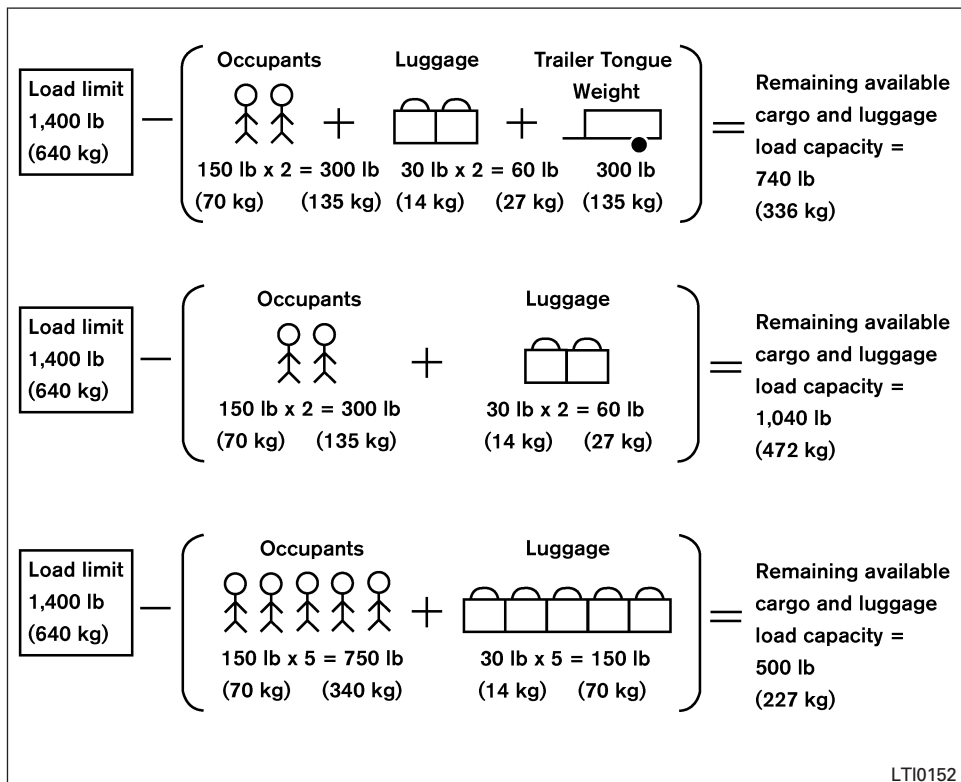 Occupants
Luggage
Trailer Tongue
Weight
Load limit
1,400 lb
(640 kg)
—
+
+
=
150 lb x 2 = 300 lb
30 lb x 2 = 60 lb
300 lb
(70 kg)
(135 kg)
(14 kg)
(27 kg)
(135 kg)
Remaining available
cargo and luggage
load capacity =
740 lb
(336 kg)
Occupants
Luggage
Load limit
1,400 lb
(640 kg)
—
+
=
150 lb x 2 = 300 lb
30 lb x 2 = 60 lb
(70 kg)
(135 kg)
(14 kg)
(27 kg)
Remaining available
cargo and luggage
load capacity =
1,040 lb
(472 kg)
Occupants
Luggage
Load limit
1,400 lb
(640 kg)
—
+
=
150 lb x 5 = 750 lb
30 lb x 5 = 150 lb
(70 kg)
(340 kg)
(14 kg)
(70 kg)
Remaining available
cargo and luggage
load capacity =
500 lb
(227 kg)
LTI0152